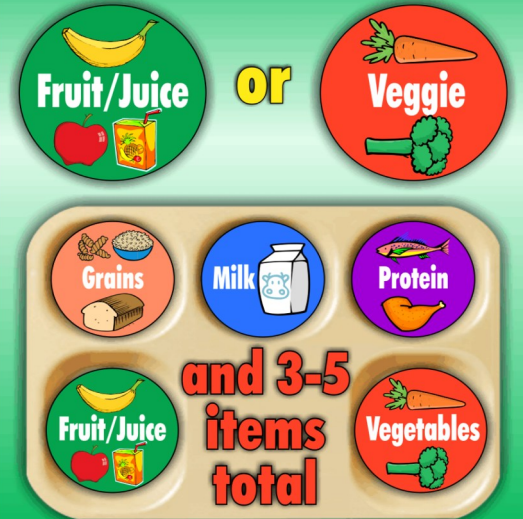 Fruit/Juice
or
Veggie
Grains
Milk
Protein
and 3-5
items
total
Fruit/Juice
Vegetables